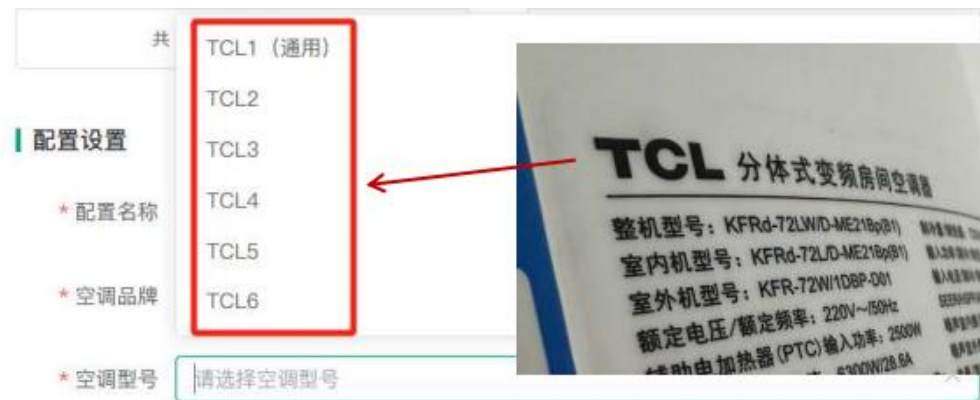 共
TCL1（通用）
TCL2
TCL3
TCL4
TCL5
TCL6
配置设置
* 配置名称
* 空调品牌
* 空调型号
请选择空调型号
TCL 分体式变频房间空调器
整机型号：KFRd-72LW/D-ME21Bp(B1)
室内机型号：KFRd-72L/D-ME21Bp(B1)
室外机型号：KFR-72W/1DBP-D01
额定电压/额定频率：220V～/50Hz
辅助电加热器(PTC)输入功率：2500W
6300W/28.6A